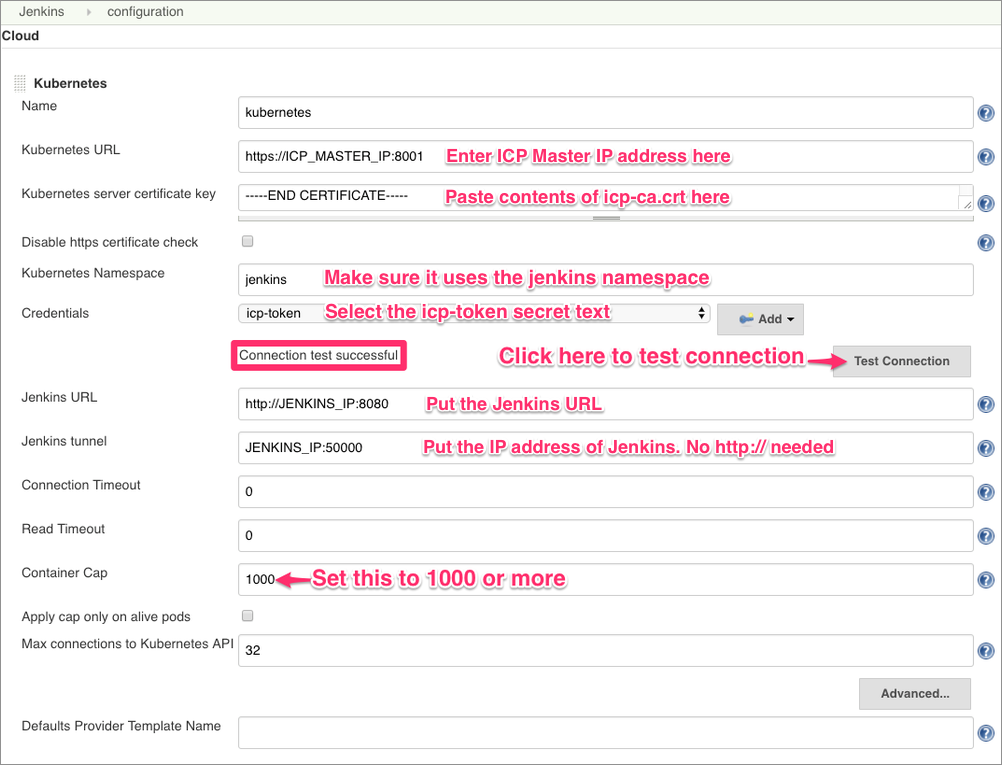 Jenkins configuration
Cloud
Kubernetes
Name
kubernetes
Kubernetes URL
https://ICP_MASTER_IP:8001 Enter ICP Master IP address here
Kubernetes server certificate key
-----END CERTIFICATE----- Paste contents of icp-ca.crt here
Disable https certificate check
Kubernetes Namespace
jenkins Make sure it uses the jenkins namespace
Credentials
icp-token Select the icp-token secret text
Add
Connection test successful Click here to test connection Test Connection
Jenkins URL
http://JENKINS_IP:8080 Put the Jenkins URL
Jenkins tunnel
JENKINS_IP:50000 Put the IP address of Jenkins. No http:// needed
Connection Timeout
0
Read Timeout
0
Container Cap
1000 Set this to 1000 or more
Apply cap only on alive pods
Max connections to Kubernetes API
32
Advanced...
Defaults Provider Template Name